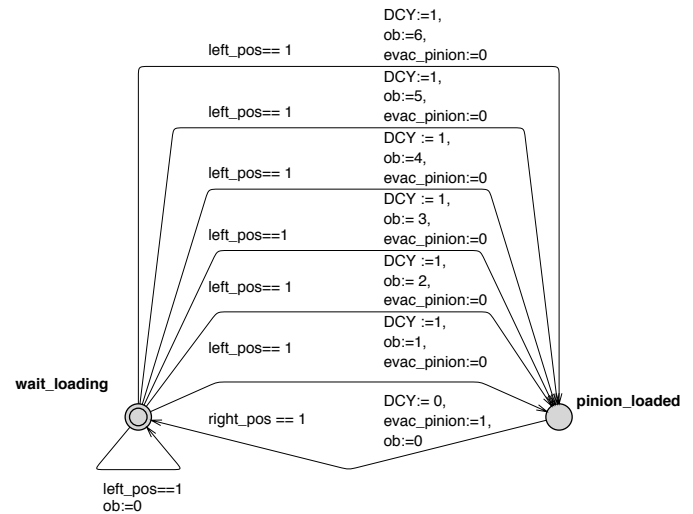 DCY:=1,
ob:=6,
left_pos== 1
evac_pinion:=0
DCY:=1,
ob:=5,
left_pos== 1
evac_pinion:=0
DCY := 1,
ob:=4,
left_pos== 1
evac_pinion:=0
DCY := 1,
ob:= 3,
left_pos==1
evac_pinion:=0
DCY :=1,
ob:= 2,
left_pos== 1
evac_pinion:=0
DCY :=1,
ob:=1,
left_pos== 1
evac_pinion:=0
wait_loading
pinion_loaded
DCY:= 0,
right_pos == 1
evac_pinion:=1,
ob:=0
left_pos==1
ob:=0